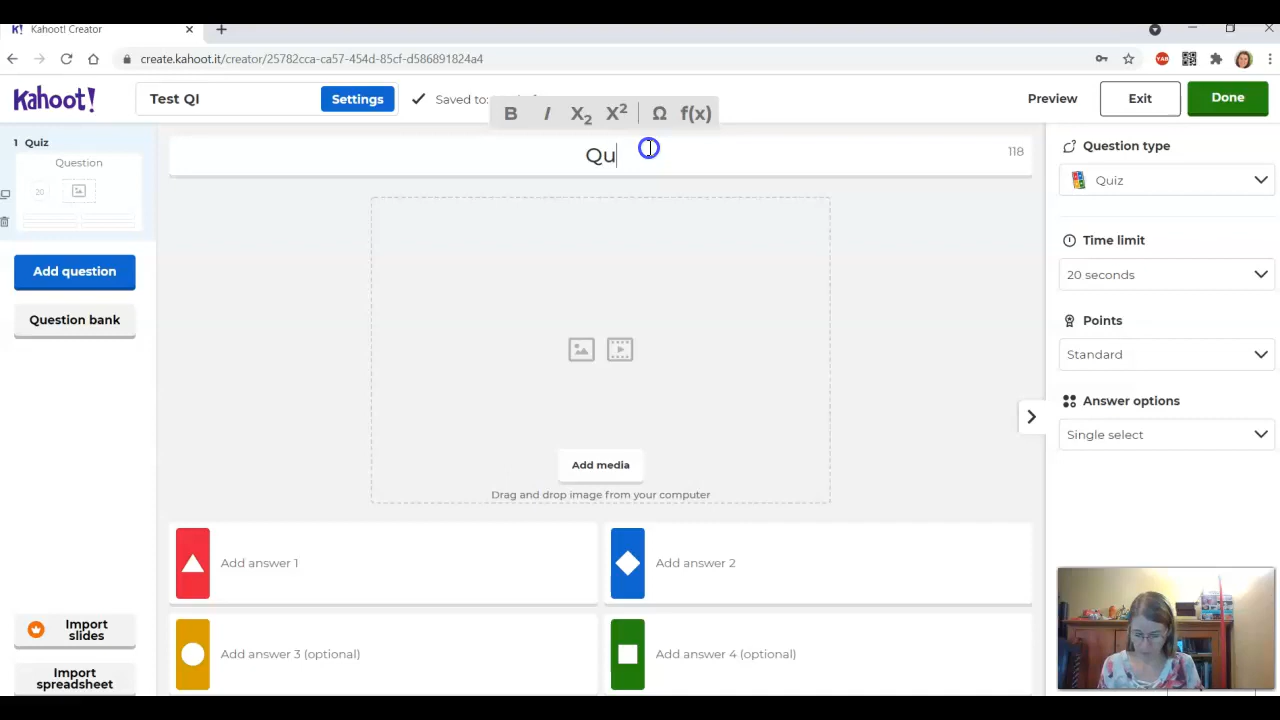 Kahoot! Creator
create.kahoot.it/creator/25782cca-ca57-454d-85cf-d586891824a4
Kahoot!
Test QI
Settings
Saved to:
B I X2 X2 Ω f(x)
Preview
Exit
Done
1 Quiz
Question
20
Add question
Question bank
Import slides
Import spreadsheet
Qu
118
Add media
Drag and drop image from your computer
Add answer 1
Add answer 2
Add answer 3 (optional)
Add answer 4 (optional)
Question type
Quiz
Time limit
20 seconds
Points
Standard
Answer options
Single select